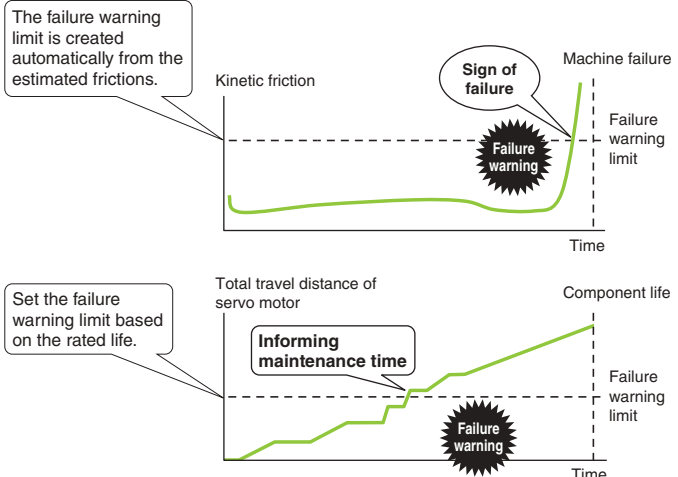 The failure warning
limit is created
automatically from the
estimated frictions.
Kinetic friction
Sign of
failure
Machine failure
Failure
warning
limit
Failure
warning
Time
Set the failure
warning limit based
on the rated life.
Total travel distance of
servo motor
Informing
maintenance time
Component life
Failure
warning
limit
Failure
warning
Time